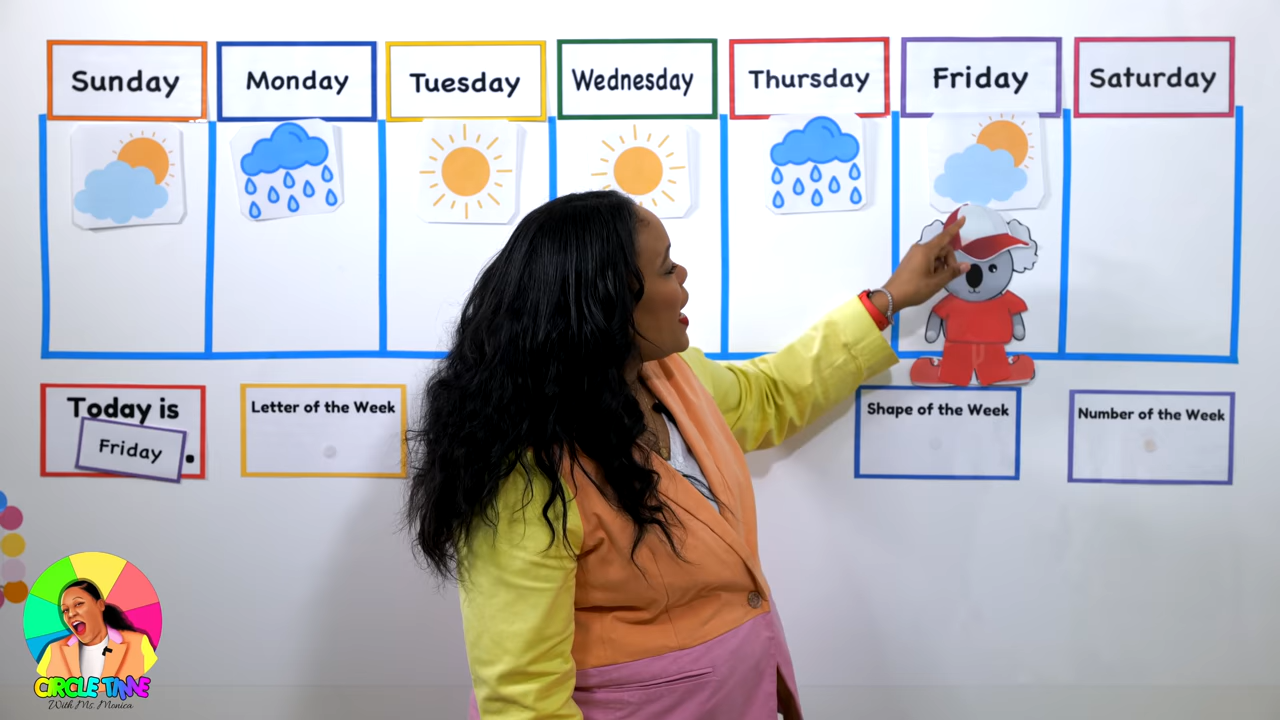 Sunday
Monday
Tuesday
Wednesday
Thursday
Friday
Saturday
Today is
Friday .
Letter of the Week
Shape of the Week
Number of the Week
CIRCLE TIME
With Ms. Monica